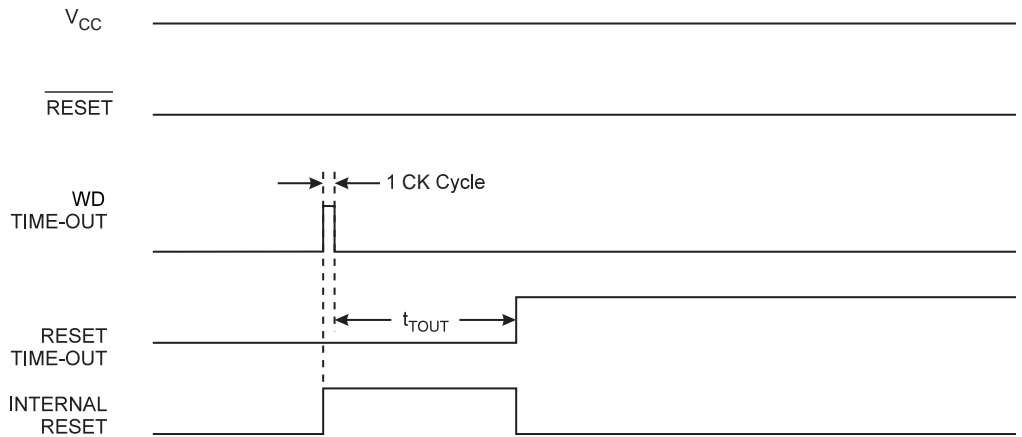 VCC
RESET
1 CK Cycle
WD
TIME-OUT
tTOUT
RESET
TIME-OUT
INTERNAL
RESET